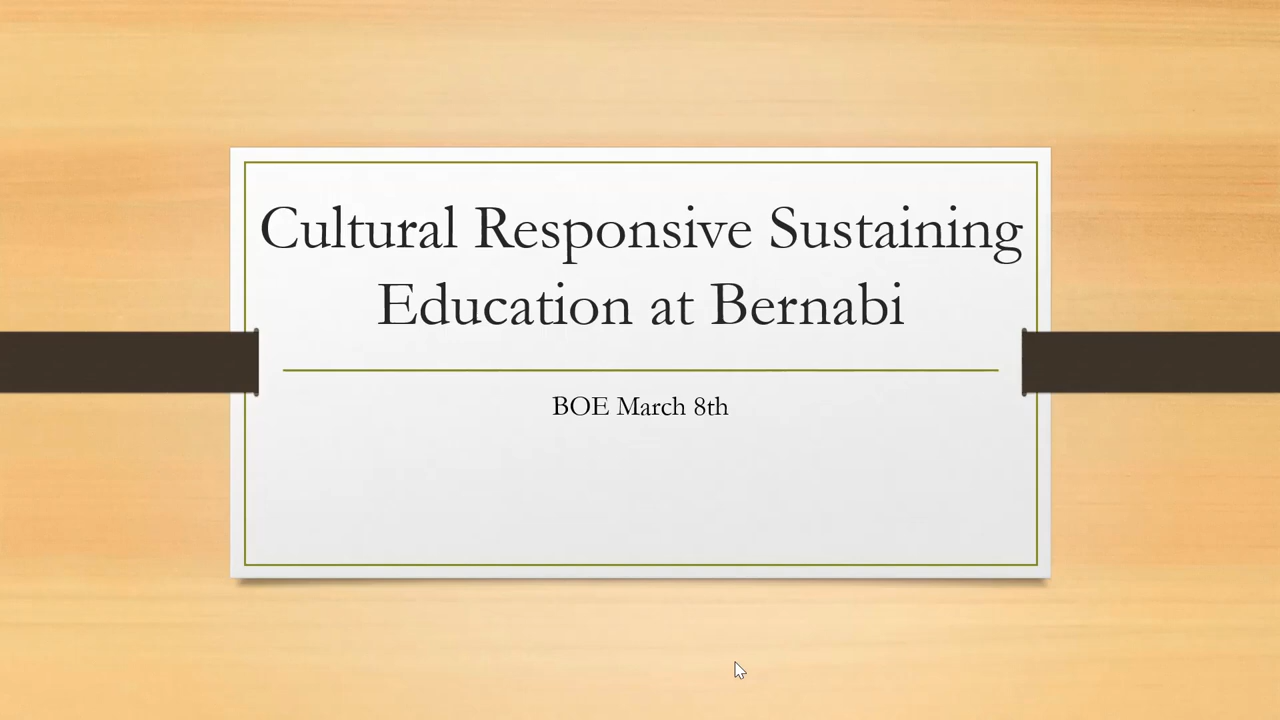 Cultural Responsive Sustaining
Education at Bernabi
BOE March 8th